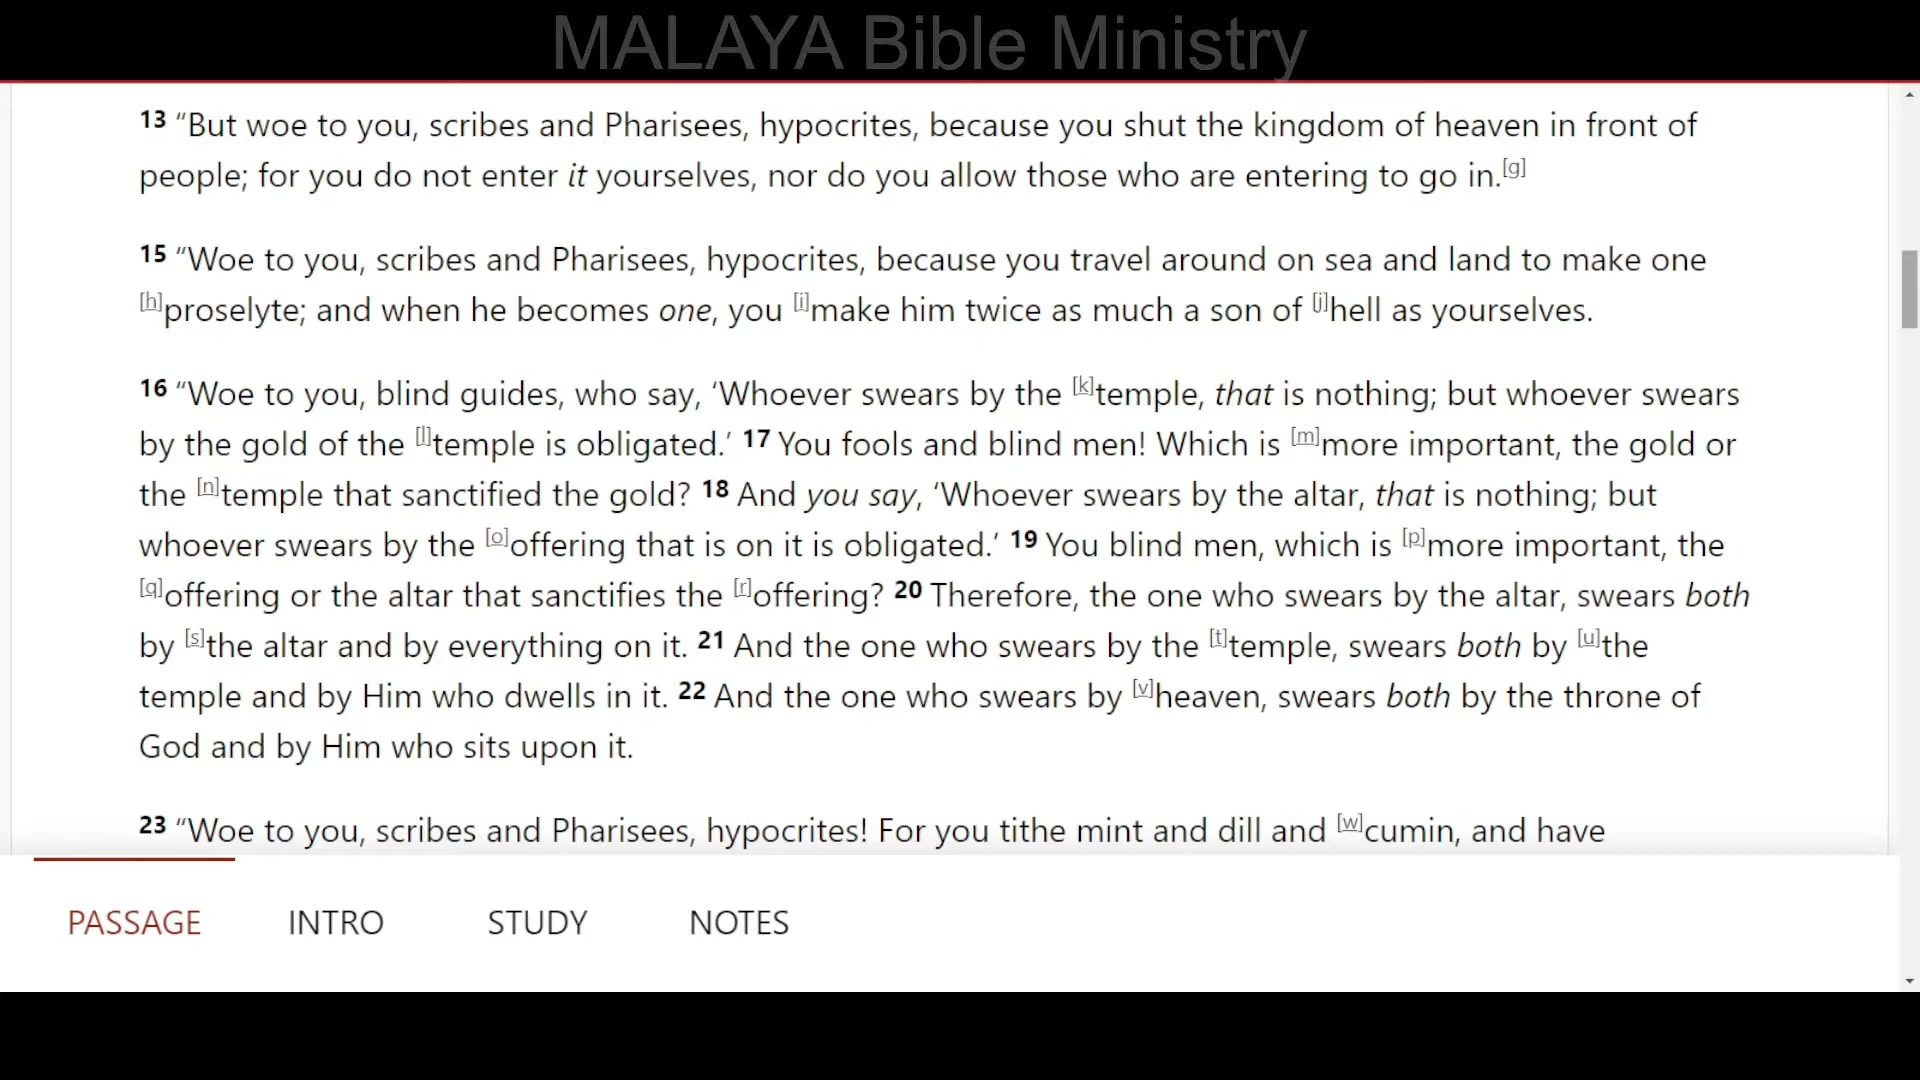 MALAYA Bible Ministry
13 “But woe to you, scribes and Pharisees, hypocrites, because you shut the kingdom of heaven in front of
people; for you do not enter it yourselves, nor do you allow those who are entering to go in.[g]
15 “Woe to you, scribes and Pharisees, hypocrites, because you travel around on sea and land to make one
[h]proselyte; and when he becomes one, you [i]make him twice as much a son of [j]hell as yourselves.
16 “Woe to you, blind guides, who say, ‘Whoever swears by the [k]temple, that is nothing; but whoever swears
by the gold of the [l]temple is obligated.’ 17 You fools and blind men! Which is [m]more important, the gold or
the [n]temple that sanctified the gold? 18 And you say, ‘Whoever swears by the altar, that is nothing; but
whoever swears by the [o]offering that is on it is obligated.’ 19 You blind men, which is [p]more important, the
[q]offering or the altar that sanctifies the [r]offering? 20 Therefore, the one who swears by the altar, swears both
by [s]the altar and by everything on it. 21 And the one who swears by the [t]temple, swears both by [u]the
temple and by Him who dwells in it. 22 And the one who swears by [v]heaven, swears both by the throne of
God and by Him who sits upon it.
23 “Woe to you, scribes and Pharisees, hypocrites! For you tithe mint and dill and [w]cumin, and have
PASSAGE INTRO STUDY NOTES